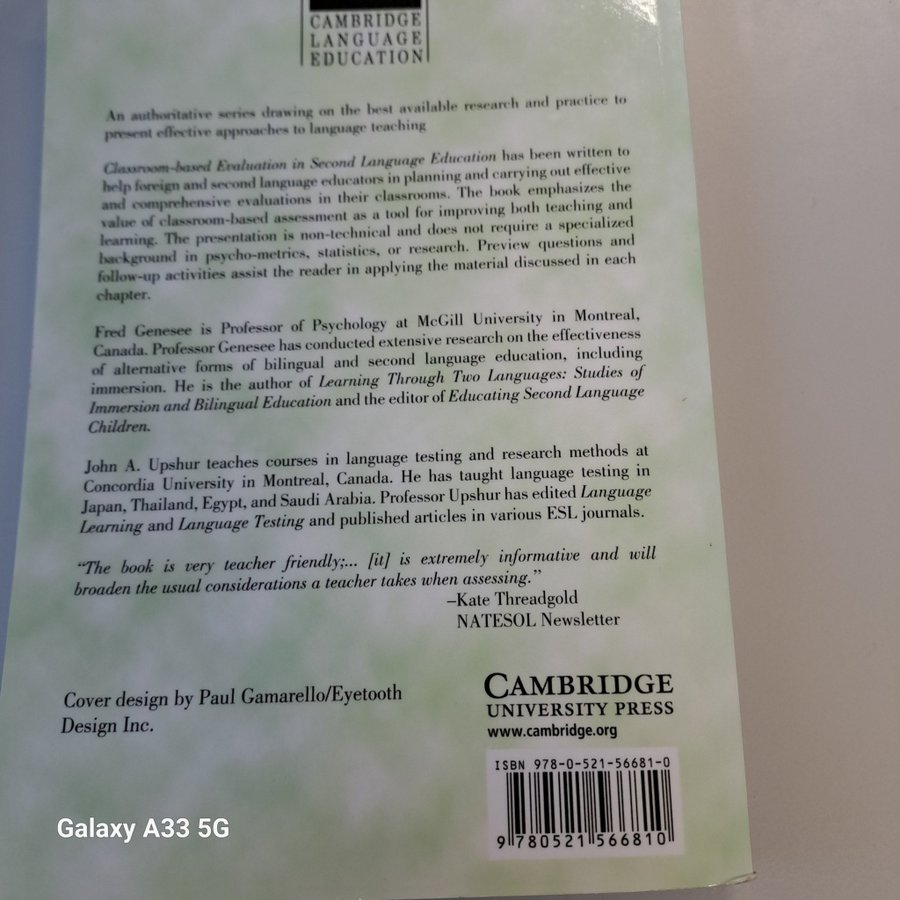 CAMBRIDGE
LANGUAGE
EDUCATION
An authoritative series drawing on the best available research and practice to
present effective approaches to language teaching
Classroom-based Evaluation in Second Language Education has been written to
help foreign and second language educators in planning and carrying out effective
and comprehensive evaluations in their classrooms. The book emphasizes the
value of classroom-based assessment as a tool for improving both teaching and
learning. The presentation is non-technical and does not require a specialized
background in psycho-metrics, statistics, or research. Preview questions and
follow-up activities assist the reader in applying the material discussed in each
chapter.
Fred Genesee is Professor of Psychology at McGill University in Montreal,
Canada. Professor Genesee has conducted extensive research on the effectiveness
of alternative forms of bilingual and second language education, including
immersion. He is the author of Learning Through Two Languages: Studies of
Immersion and Bilingual Education and the editor of Educating Second Language
Children.
John A. Upshur teaches courses in language testing and research methods at
Concordia University in Montreal, Canada. He has taught language testing in
Japan, Thailand, Egypt, and Saudi Arabia. Professor Upshur has edited Language
Learning and Language Testing and published articles in various ESL journals.
“The book is very teacher friendly;... [it] is extremely informative and will
broaden the usual considerations a teacher takes when assessing.”
–Kate Threadgold
NATESOL Newsletter
Cover design by Paul Gamarello/Eyetooth
Design Inc.
CAMBRIDGE
UNIVERSITY PRESS
www.cambridge.org
ISBN 978-0-521-56681-0
9 780521 566810
Galaxy A33 5G